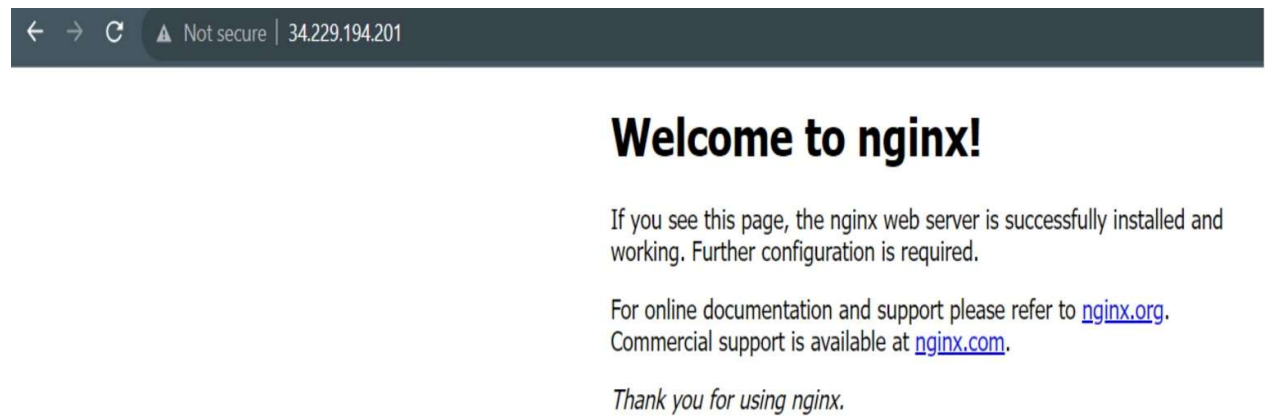 Not secure | 34.229.194.201
Welcome to nginx!
If you see this page, the nginx web server is successfully installed and
working. Further configuration is required.
For online documentation and support please refer to nginx.org.
Commercial support is available at nginx.com.
Thank you for using nginx.